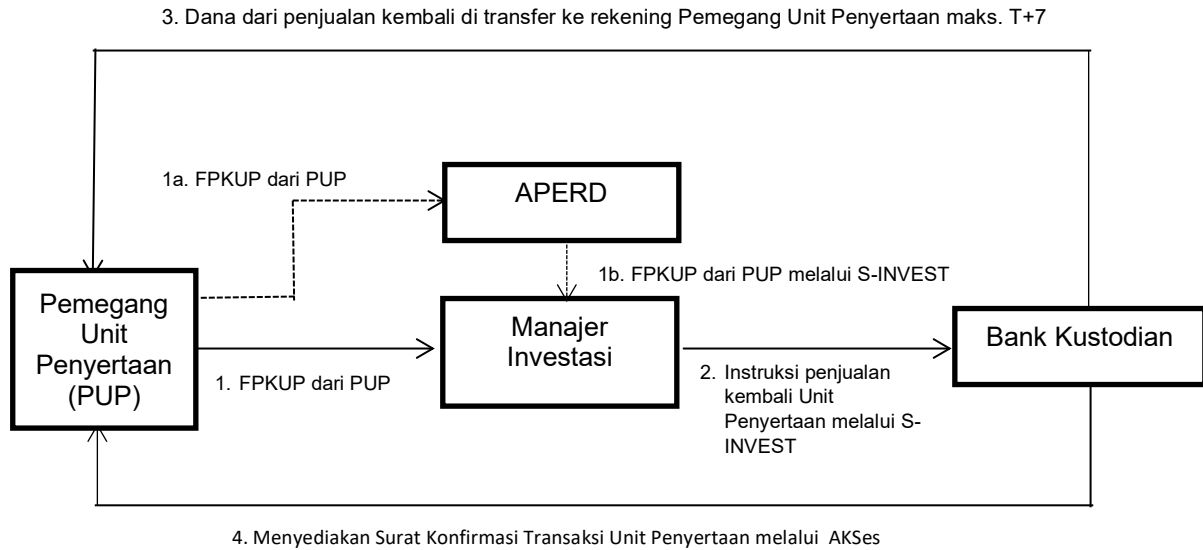 3. Dana dari penjualan kembali di transfer ke rekening Pemegang Unit Penyertaan maks. T+7
1a. FPKUP dari PUP
APERD
1b. FPKUP dari PUP melalui S-INVEST
Pemegang
Unit
Penyertaan
(PUP)
1. FPKUP dari PUP
Manajer
Investasi
2. Instruksi penjualan
kembali Unit
Penyertaan melalui S-
INVEST
Bank Kustodian
4. Menyediakan Surat Konfirmasi Transaksi Unit Penyertaan melalui AKSes